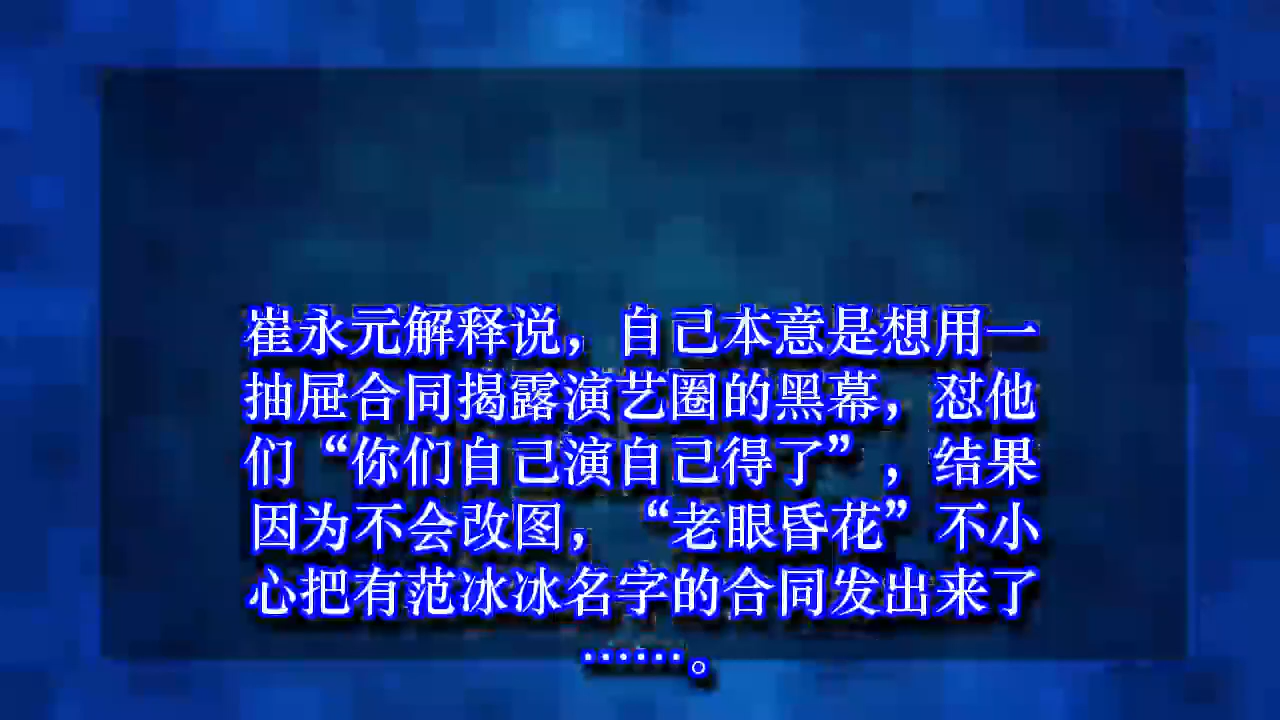 崔永元解释说，自己本意是想用一
抽屉合同揭露演艺圈的黑幕，怼他
们“你们自己演自己得了”，结果
因为不会改图，“老眼昏花”不小
心把有范冰冰名字的合同发出来了
……。